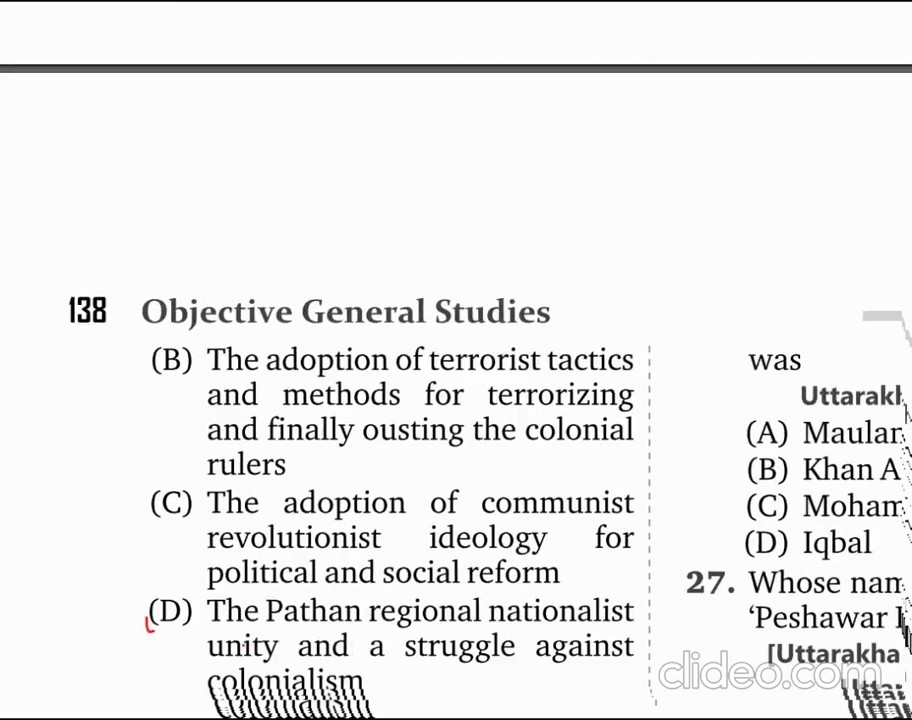 138 Objective General Studies
(B) The adoption of terrorist tactics
and methods for terrorizing
and finally ousting the colonial
rulers
(C) The adoption of communist
revolutionist ideology for
political and social reform
(D) The Pathan regional nationalist
unity and a struggle against
colonialism
was
(A)
(B) Khan A
(C)
(D) Iqbal
27. Whose
'Peshawar
clideo.com